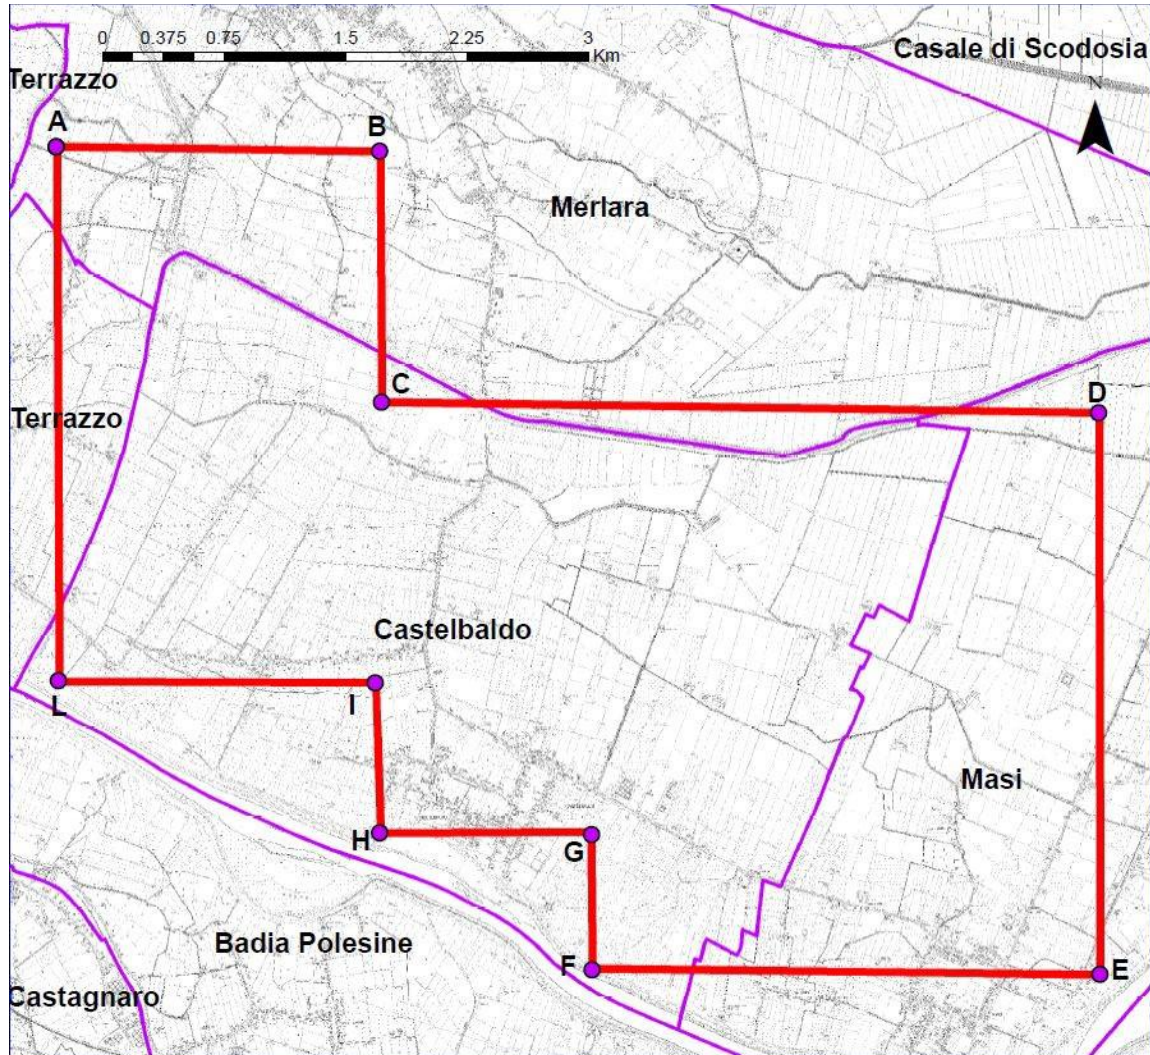 0 0.375 0.75 1.5 2.25 3
Km
Casale di Scodosia
N
Terrazzo
A
B
Merlara
C
D
Terrazzo
Castelbaldo
L
I
Masi
H
G
Badia Polesine
F
E
Castagnaro